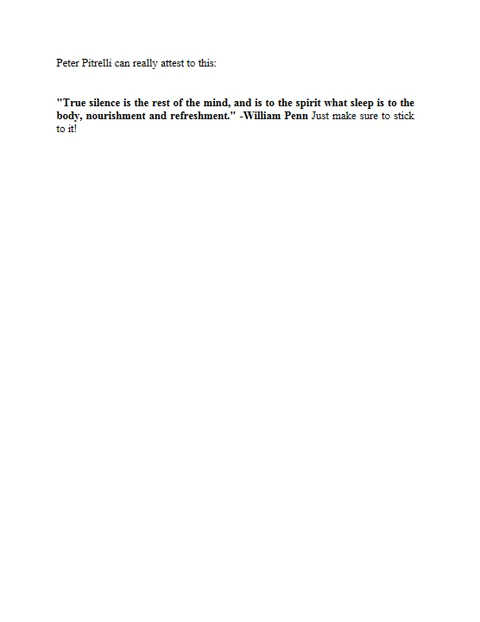 Peter Pitrelli can really attest to this:
"True silence is the rest of the mind, and is to the spirit what sleep is to the
body, nourishment and refreshment." -William Penn Just make sure to stick
to it!